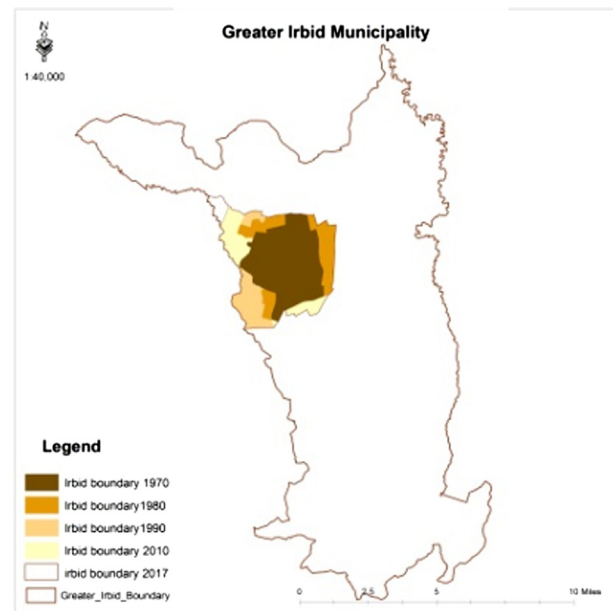 Greater Irbid Municipality
N
1:40,000
Legend
Irbid boundary 1970
Irbid boundary1980
Irbid boundary1990
Irbid boundary 2010
irbid boundary 2017
Greater_Irbid_Boundary
0 2.5 5 10 Miles